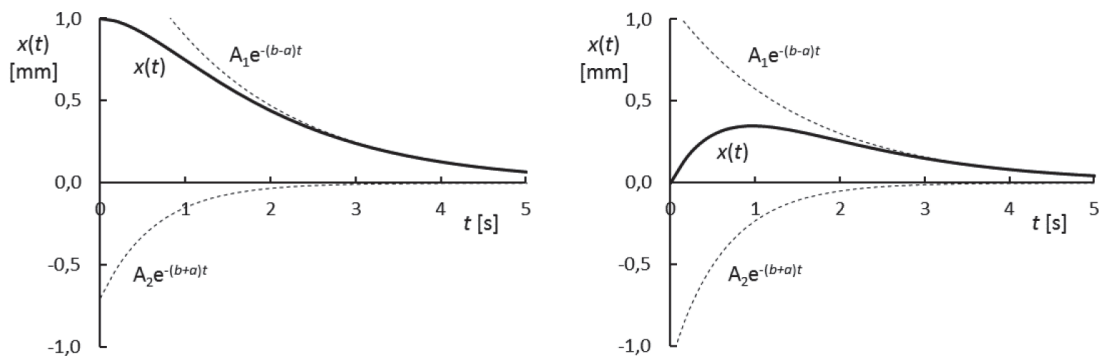 1,0
x(t)
[mm]
0,5
0,0
-0,5
-1,0
x(t)
A₁e⁻⁽ᵇ⁻ᵃ⁾ᵗ
0 1 2 3 4 5
t [s]
A₂e⁻⁽ᵇ⁺ᵃ⁾ᵗ
1,0
x(t)
[mm]
0,5
0,0
-0,5
-1,0
A₁e⁻⁽ᵇ⁻ᵃ⁾ᵗ
x(t)
0 1 2 3 4 5
t [s]
A₂e⁻⁽ᵇ⁺ᵃ⁾ᵗ